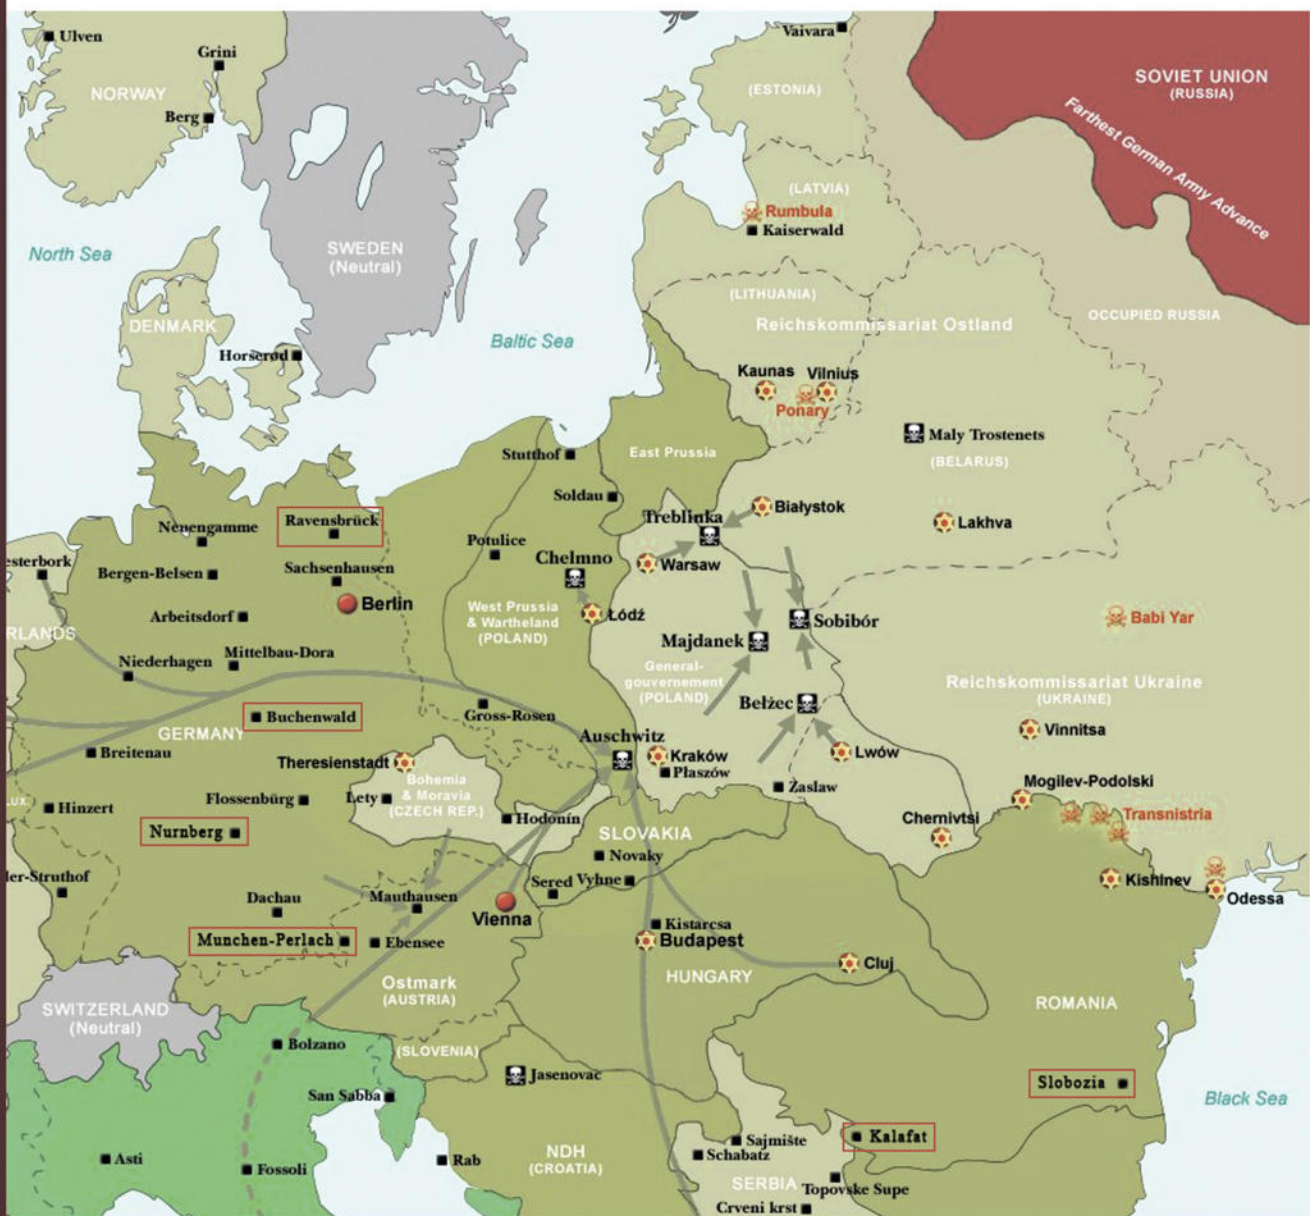 Ulven
Grini
NORWAY
Berg
Vaivara
(ESTONIA)
SOVIET UNION
(RUSSIA)
Farthest German Army Advance
(LATVIA)
Rumbula
Kaiserwald
North Sea
SWEDEN
(Neutral)
(LITHUANIA)
Reichskommissariat Ostland
OCCUPIED RUSSIA
DENMARK
Horserød
Baltic Sea
Kaunas
Vilnius
Ponary
Maly Trostenets
(BELARUS)
East Prussia
Stutthof
Soldau
Neuengamme
Ravensbrück
Treblinka
Białystok
Lakhva
esterbork
Bergen-Belsen
Sachsenhausen
Potulice
Chelmno
Warsaw
Arbeitsdorf
Berlin
West Prussia
& Wartheland
(POLAND)
Łódź
Sobibór
Babi Yar
RLANDS
Niederhagen
Mittelbau-Dora
Majdanek
General-
gouvernement
(POLAND)
Reichskommissariat Ukraine
(UKRAINE)
Buchenwald
GERMANY
Gross-Rosen
Bełżec
Vinnitsa
Breitenau
Theresienstadt
Auschwitz
Kraków
Płaszów
Lwów
Bohemia
& Moravia
(CZECH REP.)
Lety
LUX.
Hinzert
Flossenbürg
Zaslaw
Mogilev-Podolski
Nurnberg
Hodonín
SLOVAKIA
Chernivtsi
Transnistria
Novaky
ler-Struthof
Dachau
Mauthausen
Sered
Vyhne
Kishinev
Odessa
Vienna
Munchen-Perlach
Ebensee
Kistarcsa
Budapest
Cluj
HUNGARY
Ostmark
(AUSTRIA)
SWITZERLAND
(Neutral)
ROMANIA
Bolzano
(SLOVENIA)
Jasenovac
Slobozia
San Sabba
Black Sea
Kalafat
Sajmište
Schabatz
Asti
Fossoli
Rab
NDH
(CROATIA)
SERBIA
Topovske Supe
Crveni krst